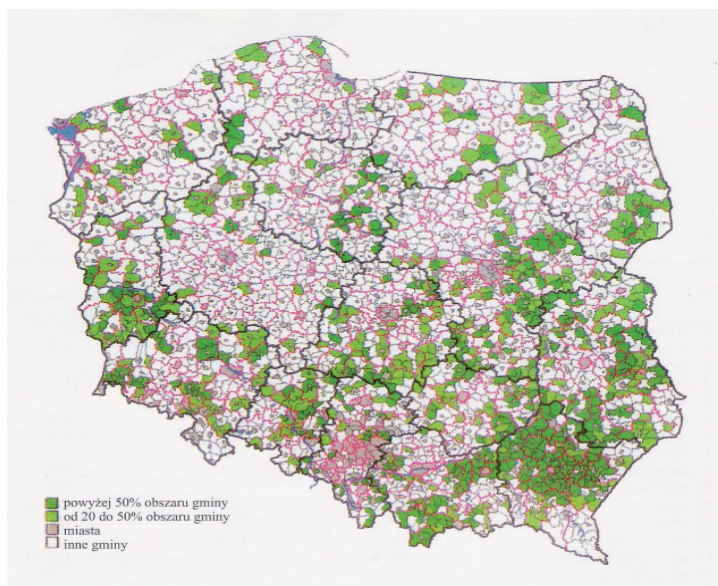 powyżej 50% obszaru gminy
od 20 do 50% obszaru gminy
miasta
inne gminy